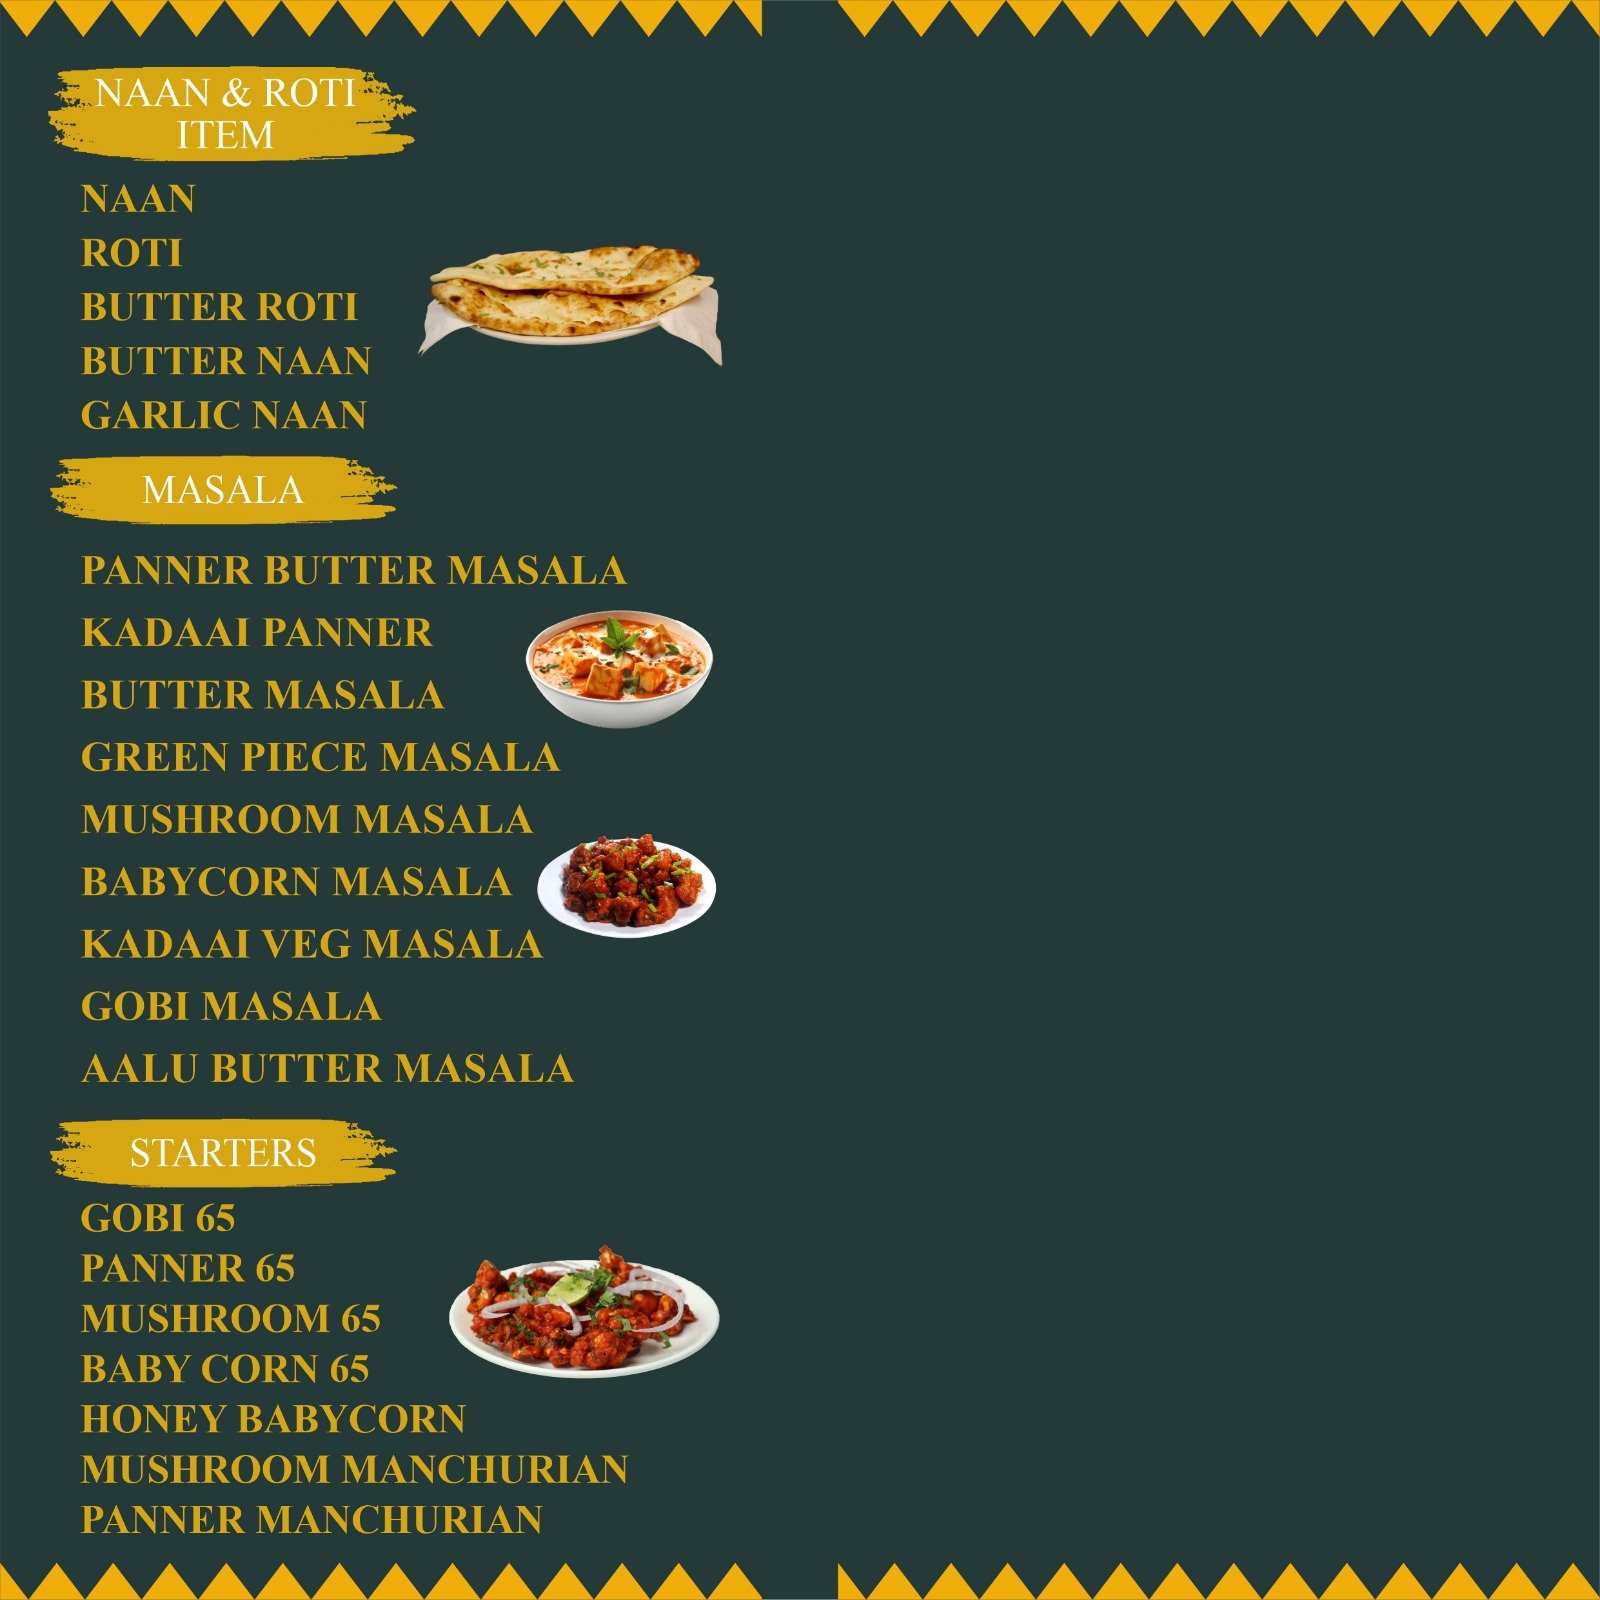 NAAN & ROTI
ITEM
NAAN
ROTI
BUTTER ROTI
BUTTER NAAN
GARLIC NAAN
MASALA
PANNER BUTTER MASALA
KADAAI PANNER
BUTTER MASALA
GREEN PIECE MASALA
MUSHROOM MASALA
BABYCORN MASALA
KADAAI VEG MASALA
GOBI MASALA
AALU BUTTER MASALA
STARTERS
GOBI 65
PANNER 65
MUSHROOM 65
BABY CORN 65
HONEY BABYCORN
MUSHROOM MANCHURIAN
PANNER MANCHURIAN